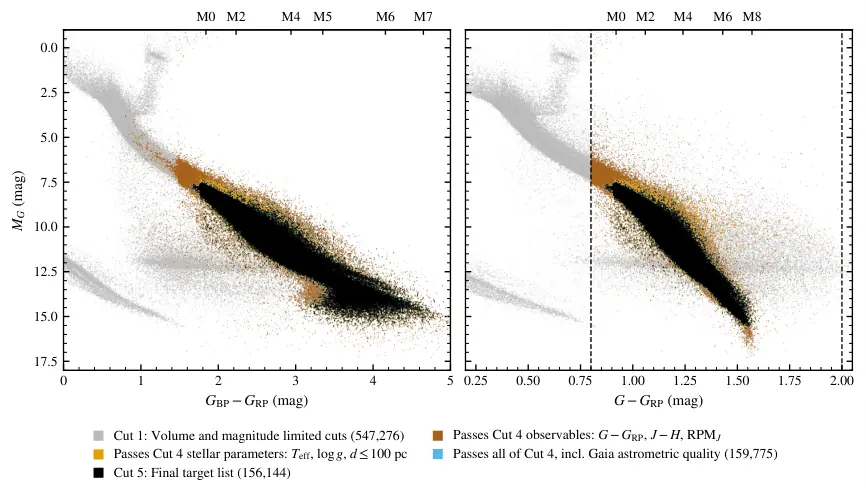 M0 M2 M4 M5 M6 M7
M0 M2 M4 M6 M8
0.0
2.5
5.0
7.5
10.0
12.5
15.0
17.5
M_G (mag)
0 1 2 3 4 5
0.25 0.50 0.75 1.00 1.25 1.50 1.75 2.00
G_BP − G_RP (mag)
G − G_RP (mag)
Cut 1: Volume and magnitude limited cuts (547,276)
Passes Cut 4 stellar parameters: T_eff, log g, d ≤ 100 pc
Cut 5: Final target list (156,144)
Passes Cut 4 observables: G − G_RP, J − H, RPM_J
Passes all of Cut 4, incl. Gaia astrometric quality (159,775)